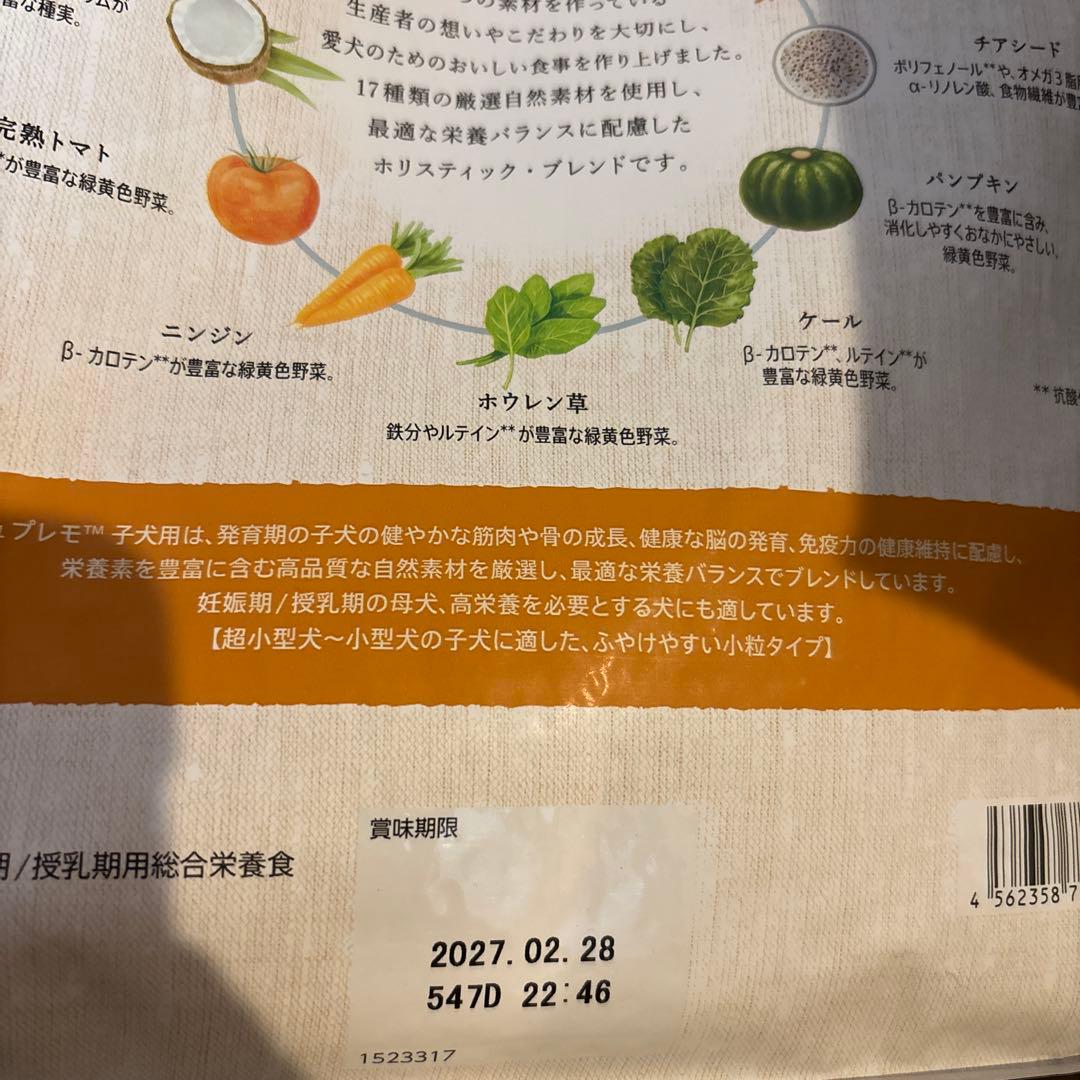 富な種実。
の素材を作っている
生産者の想いやこだわりを大切にし、
愛犬のためのおいしい食事を作り上げました。
17種類の厳選自然素材を使用し、
最適な栄養バランスに配慮した
ホリスティック・ブレンドです。
チアシード
ポリフェノール**や、オメガ3脂
α-リノレン酸、食物繊維が豊
完熟トマト
が豊富な緑黄色野菜。
パンプキン
β-カロテン**を豊富に含み、
消化しやすくおなかにやさしい、
緑黄色野菜。
ニンジン
β-カロテン**が豊富な緑黄色野菜。
ケール
β-カロテン**、ルテイン**が
豊富な緑黄色野菜。
** 抗酸
ホウレン草
鉄分やルテイン**が豊富な緑黄色野菜。
プレモ™ 子犬用は、発育期の子犬の健やかな筋肉や骨の成長、健康な脳の発育、免疫力の健康維持に配慮し、
栄養素を豊富に含む高品質な自然素材を厳選し、最適な栄養バランスでブレンドしています。
妊娠期/授乳期の母犬、高栄養を必要とする犬にも適しています。
【超小型犬～小型犬の子犬に適した、ふやけやすい小粒タイプ】
賞味期限
期/授乳期用総合栄養食
2027.02.28
547D 22:46
1523317
4 562358 7